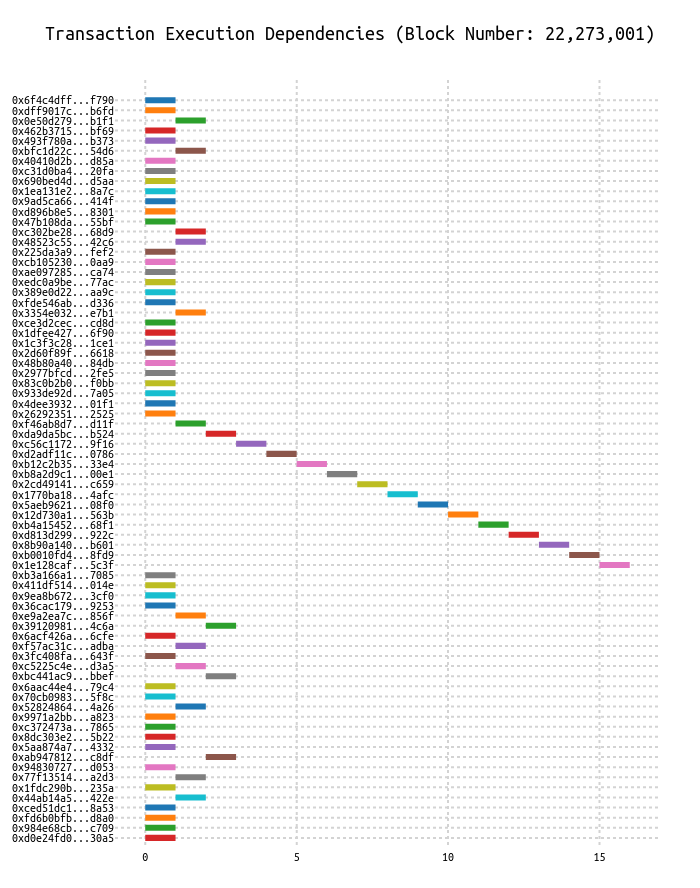 Transaction Execution Dependencies (Block Number: 22,273,001)
0x6f4c4dff...f790
0xdff9017c...b6fd
0x0e50d279...b1f1
0x462b3715...bf69
0x493f780a...b373
0xbfc1d22c...54d6
0x40410d2b...d85a
0xc31d0ba4...20fa
0x690bed4d...d5aa
0x1ea131e2...8a7c
0x9ad5ca66...414f
0xd896b8e5...8301
0x47b108da...55bf
0xc302be28...68d9
0x48523c55...42c6
0x225da3a9...fef2
0xcb105230...0aa9
0xae097285...ca74
0xedc0a9be...77ac
0x389e0d22...aa9c
0xfde546ab...d336
0x3354e032...e7b1
0xce3d2cec...cd8d
0x1dfee427...6f90
0x1c3f3c28...1ce1
0x2d60f89f...6618
0x48b80a40...84db
0x2977bfcd...2fe5
0x83c0b2b0...f0bb
0x933de92d...7a05
0x4dee3932...01f1
0x26292351...2525
0xf46ab8d7...d11f
0xda9da5bc...b524
0xc56c1172...9f16
0xd2adf11c...0786
0xb12c2b35...33e4
0xb8a2d9c1...00e1
0x2cd49141...c659
0x1770ba18...4afc
0x5aeb9621...08f0
0x12d730a1...563b
0xb4a15452...68f1
0xd813d299...922c
0x8b90a140...b601
0xb0010fd4...8fd9
0x1e128caf...5c3f
0xb3a166a1...7085
0x411df514...014e
0x9ea8b672...3cf0
0x36cac179...9253
0xe9a2ea7c...856f
0x39120981...4c6a
0x6acf426a...6cfe
0xf57ac31c...adba
0x3fc408fa...643f
0xc5225c4e...d3a5
0xbc441ac9...bbef
0x6aac44e4...79c4
0x70cb0983...5f8c
0x52824864...4a26
0x9971a2bb...a823
0xc372473a...7865
0x8dc303e2...5b22
0x5aa874a7...4332
0xab947812...c8df
0x94830727...d053
0x77f13514...a2d3
0x1fdc290b...235a
0x44ab14a5...422e
0xced51dc1...8a53
0xfd6b0bfb...d8a0
0x984e68cb...c709
0xd0e24fd0...30a5
0 5 10 15